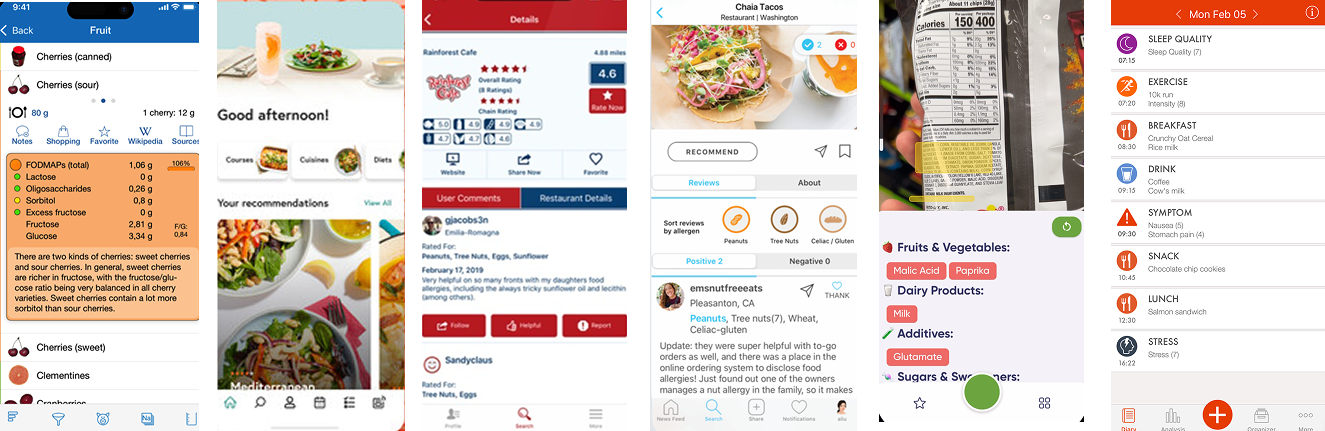 9:41
Back
Fruit
Cherries (canned)
Cherries (sour)
80 g
1 cherry: 12 g
Notes
Shopping
Favorite
Wikipedia
Sources
FODMAPs (total) 1,06 g 106%
Lactose 0 g
Oligosaccharides 0,26 g
Sorbitol 0,8 g
Excess fructose 0 g
Fructose 2,81 g
Glucose 3,34 g
F/G:
0,84
There are two kinds of cherries: sweet cherries
and sour cherries. In general, sweet cherries
are richer in fructose, with the fructose/glu-
cose ratio being very balanced in all cherry
varieties. Sweet cherries contain a lot more
sorbitol than sour cherries.
Cherries (sweet)
Clementines
Cranberries
Na
Good afternoon!
Courses
Cuisines
Diets
Your recommendations
View All
Mediterranean
Details
Rainforest Cafe
4.88 miles
Rainforest Cafe
Overall Rating
(8 Ratings)
Chain Rating
4.6
Rate Now
5.0 4.9 4.9 4.9
4.7 4.7 4.6
Website
Share Now
Favorite
User Comments
Restaurant Details
gjacobs3n
Emilia-Romagna
Rated For:
Peanuts, Tree Nuts, Eggs, Sunflower
February 17, 2019
Very helpful on so many fronts with my daughters food
allergies, including the always tricky sunflower oil and lecithin
(among others).
Follow
Helpful
Report
Sandyclaus
Rated For:
Peanuts, Tree Nuts, Eggs
Profile
Search
More
Chaia Tacos
Restaurant | Washington
2
0
RECOMMEND
Reviews
About
Sort reviews
by allergen
Peanuts
Tree Nuts
Celiac / Gluten
Positive 2
Negative 0
emsnutfreeeats
Pleasanton, CA
THANK
Peanuts, Tree nuts(7), Wheat,
Celiac-gluten
Update: they were super helpful with to-go
orders as well, and there was a place in the
online ordering system to disclose food
allergies! Just found out one of the owners
manages a nut allergy in the family, so it makes
News Feed
Search
Share
Notifications
allu
About 11 chips (28g)
Calories 150 400
Fruits & Vegetables:
Malic Acid
Paprika
Dairy Products:
Milk
Additives:
Glutamate
Sugars & Sweeteners:
Mon Feb 05
SLEEP QUALITY
Sleep Quality (7)
07:15
EXERCISE
10k run
Intensity (8)
07:20
BREAKFAST
Crunchy Oat Cereal
Rice milk
08:30
DRINK
Coffee
Cow's milk
09:15
SYMPTOM
Nausea (5)
Stomach pain (4)
09:30
SNACK
Chocolate chip cookies
10:45
LUNCH
Salmon sandwich
12:30
STRESS
Stress (7)
16:22
Diary
Analysis
Organizer
More